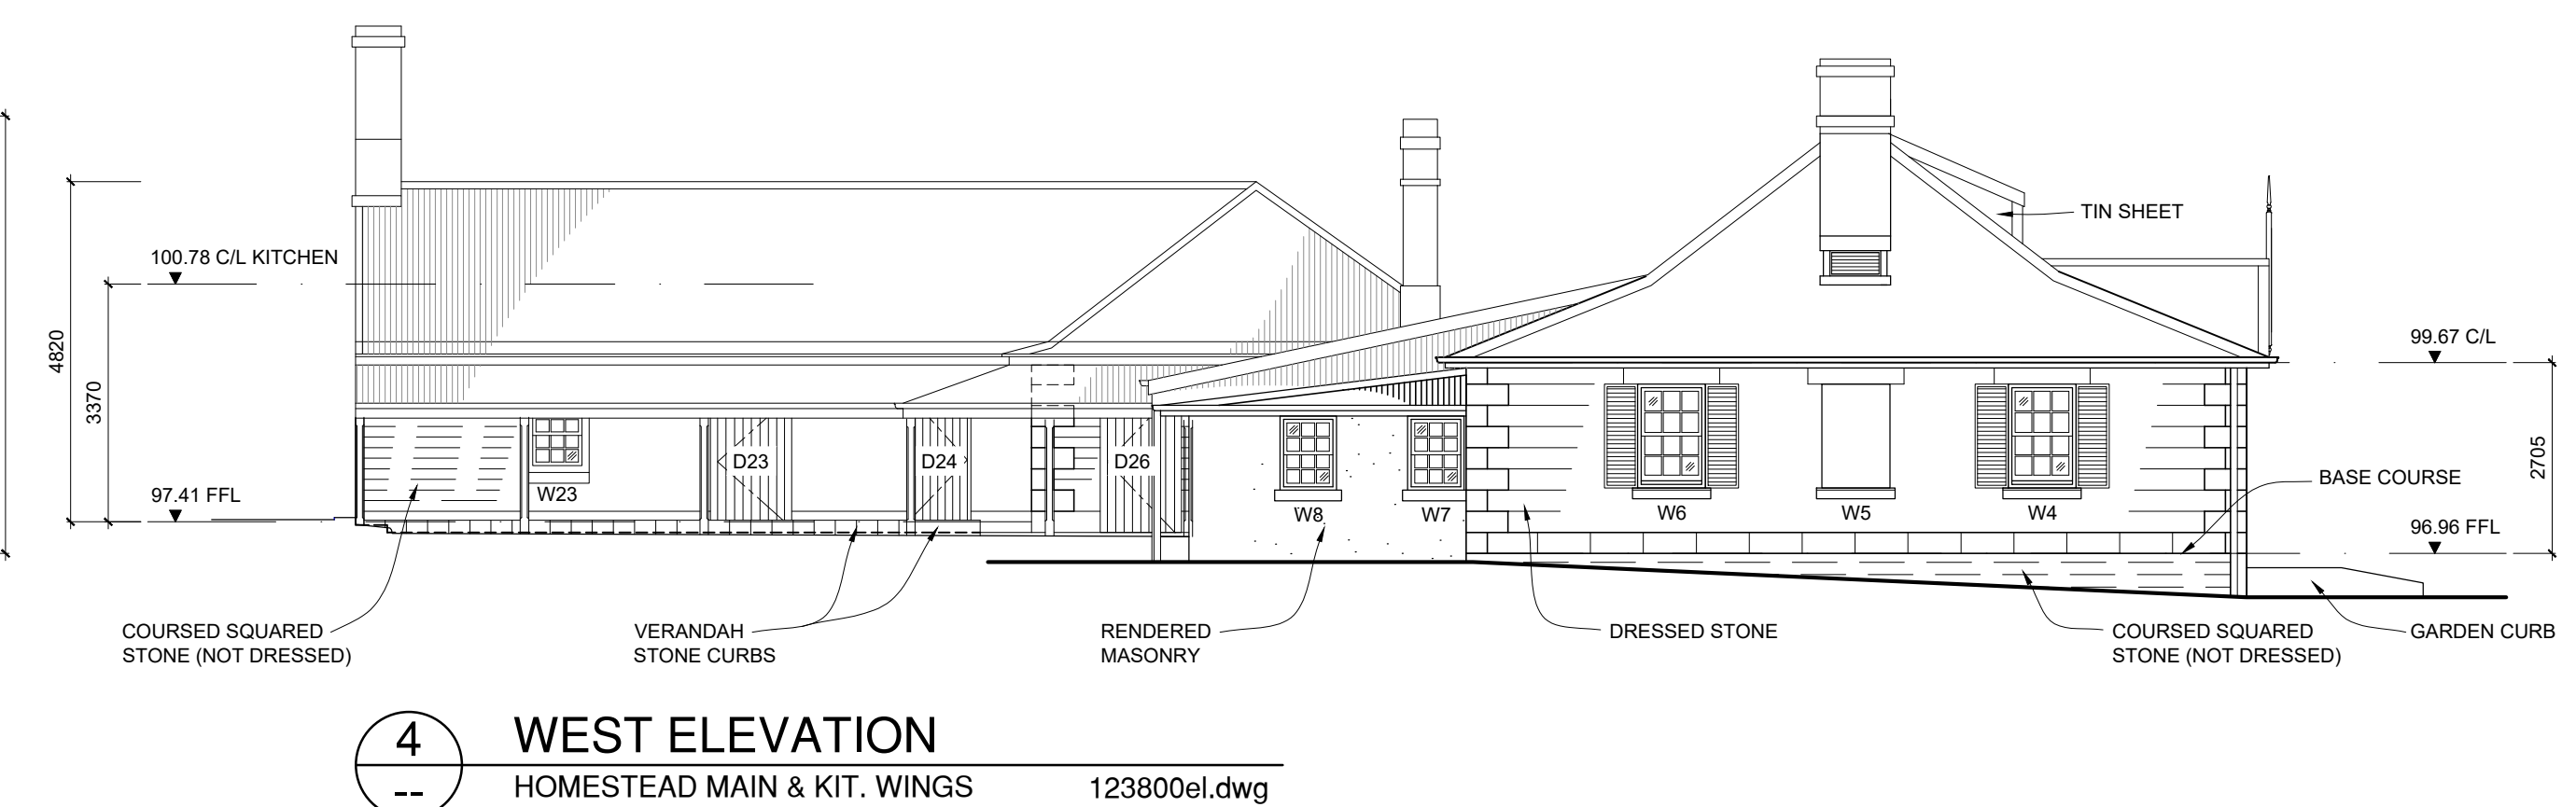 TIN SHEET
100.78 C/L KITCHEN
99.67 C/L
4820
3370
2705
D23
D24
D26
W23
W8
W7
W6
W5
W4
BASE COURSE
97.41 FFL
96.96 FFL
COURSED SQUARED
STONE (NOT DRESSED)
VERANDAH
STONE CURBS
RENDERED
MASONRY
DRESSED STONE
COURSED SQUARED
STONE (NOT DRESSED)
GARDEN CURB
4
--
WEST ELEVATION
HOMESTEAD MAIN & KIT. WINGS
123800el.dwg